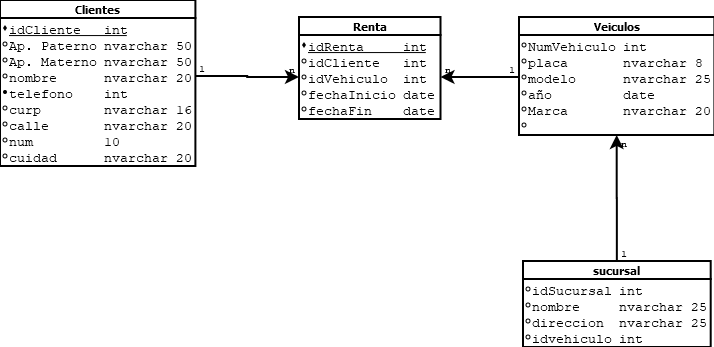 Clientes
idCliente int
Ap. Paterno nvarchar 50
Ap. Materno nvarchar 50
nombre nvarchar 20
telefono int
curp nvarchar 16
calle nvarchar 20
num 10
cuidad nvarchar 20
1
n
Renta
idRenta int
idCliente int
idVehiculo int
fechaInicio date
fechaFin date
n
1
Veiculos
NumVehiculo int
placa nvarchar 8
modelo nvarchar 25
año date
Marca nvarchar 20
n
1
sucursal
idSucursal int
nombre nvarchar 25
direccion nvarchar 25
idvehiculo int